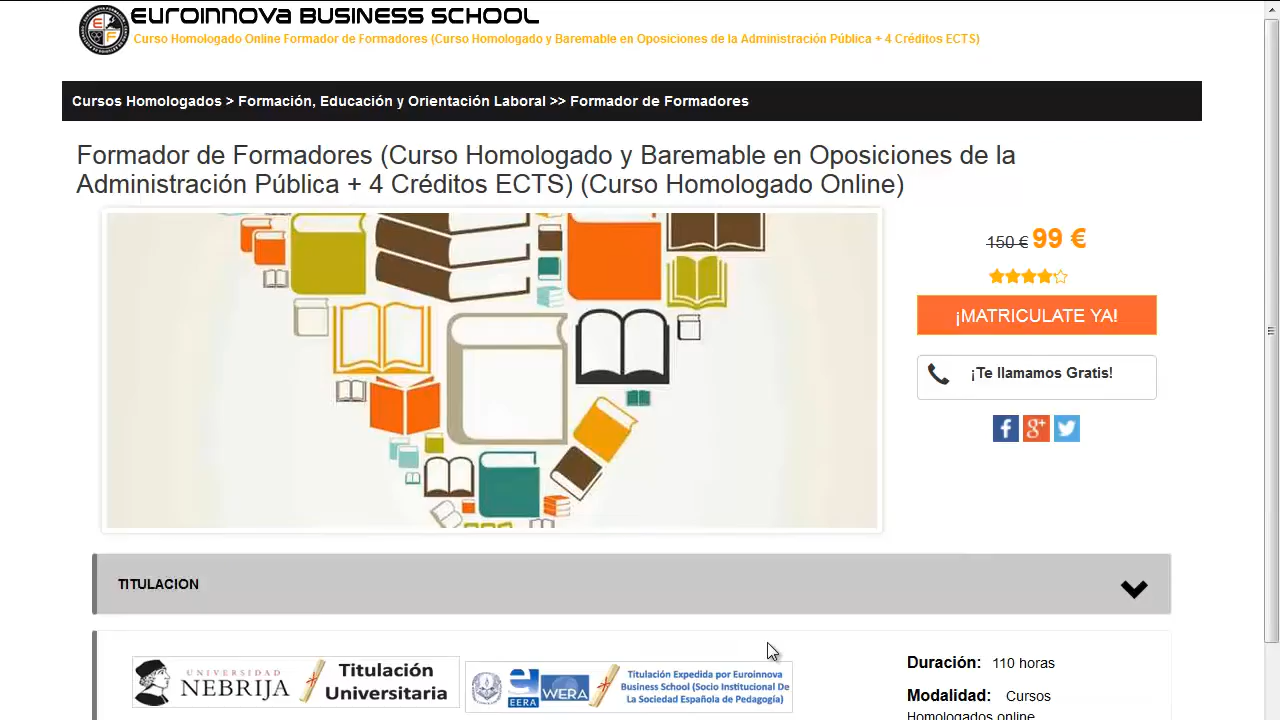 EUROINNOVA BUSINESS SCHOOL
Curso Homologado Online Formador de Formadores (Curso Homologado y Baremable en Oposiciones de la Administración Pública + 4 Créditos ECTS)
Cursos Homologados > Formación, Educación y Orientación Laboral >> Formador de Formadores
Formador de Formadores (Curso Homologado y Baremable en Oposiciones de la
Administración Pública + 4 Créditos ECTS) (Curso Homologado Online)
150 € 99 €
¡MATRICULATE YA!
¡Te llamamos Gratis!
TITULACION
UNIVERSIDAD
NEBRIJA
Titulación
Universitaria
EERA
WERA
Titulación Expedida por Euroinnova
Business School (Socio Institucional De
La Sociedad Española de Pedagogía)
Duración: 110 horas
Modalidad: Cursos
Homologados online